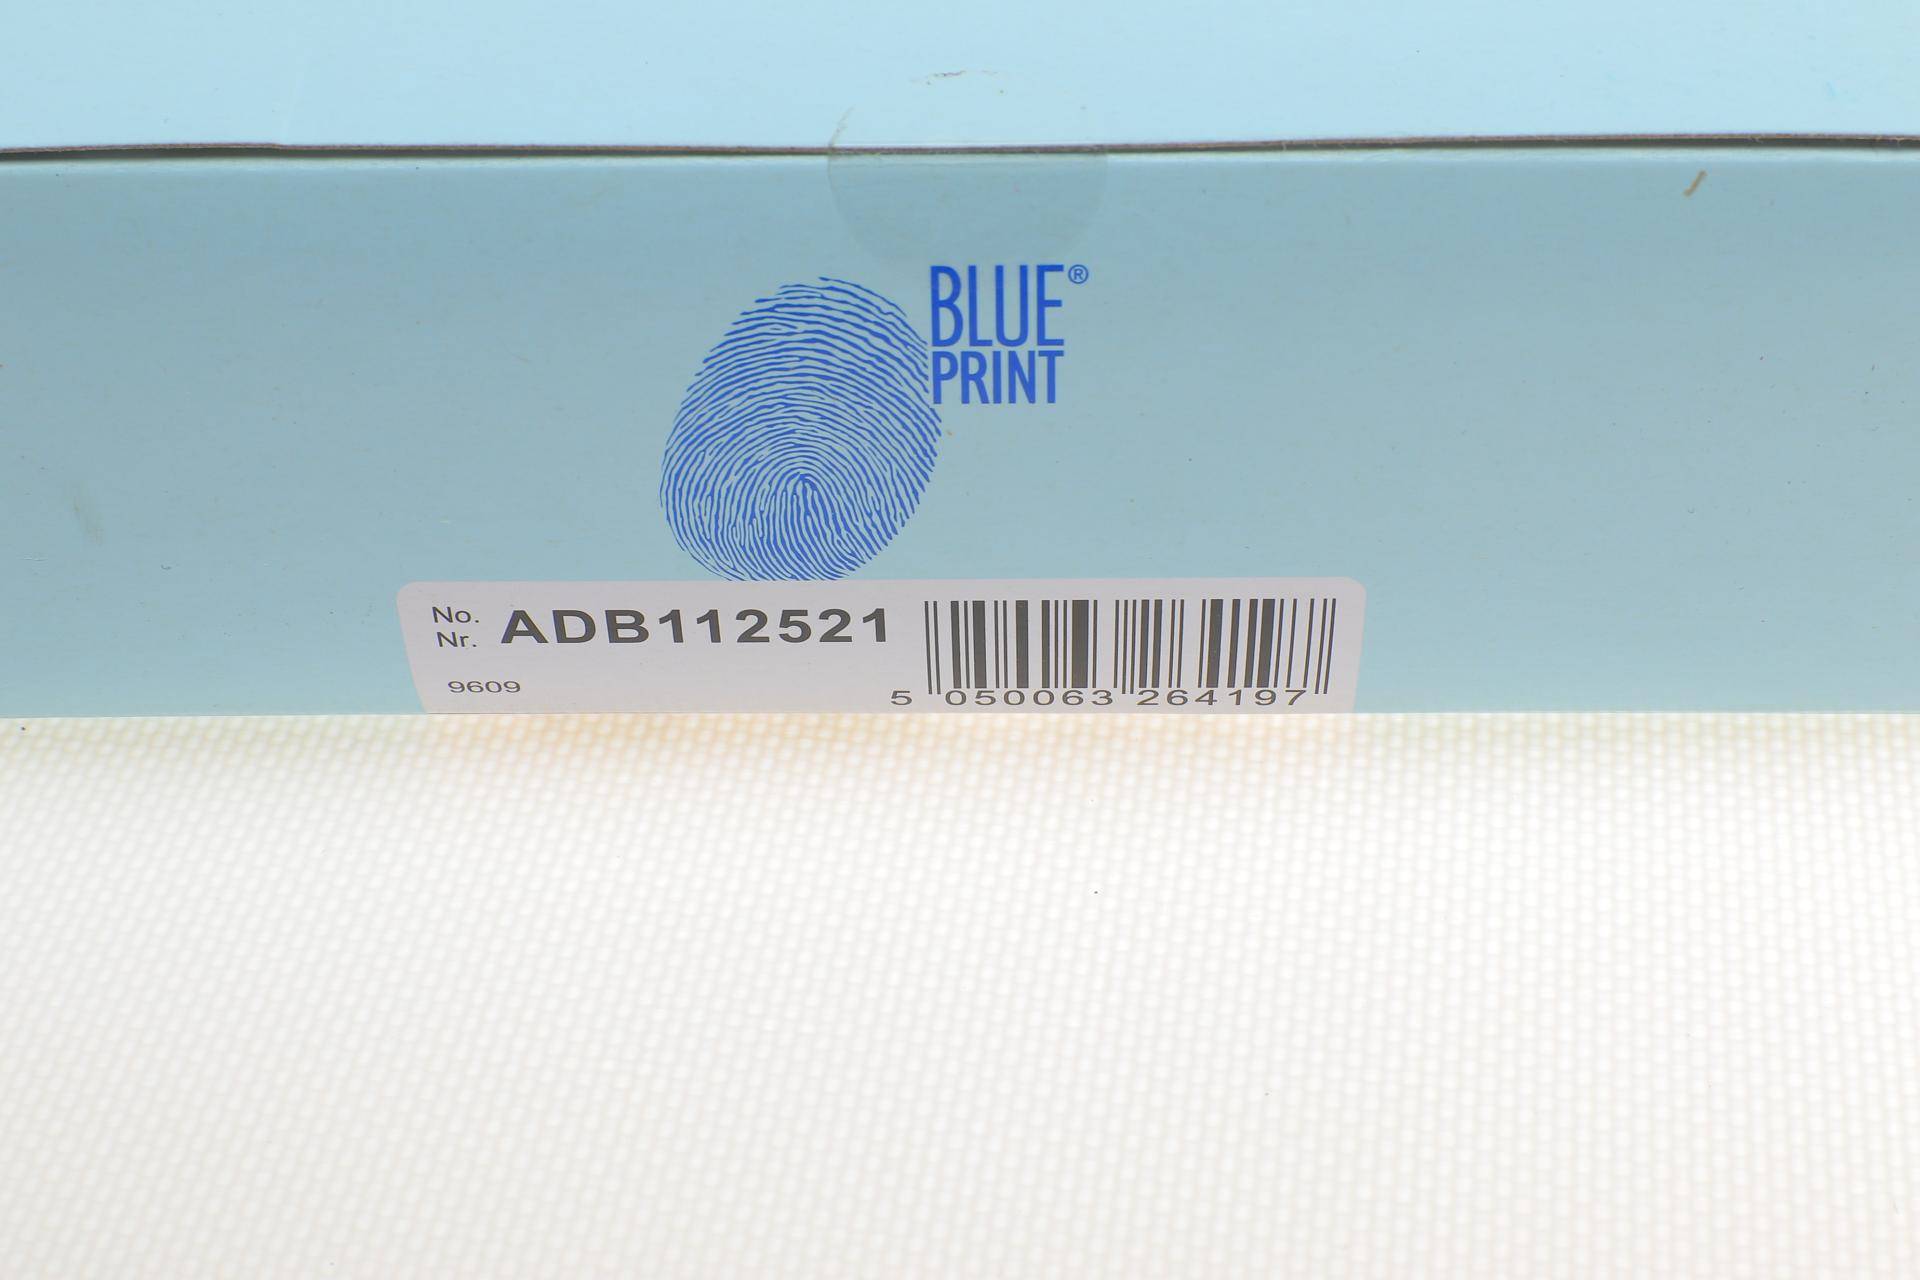 BLUE®
PRINT
No.
Nr.
ADB112521
9609
5 050063 264197